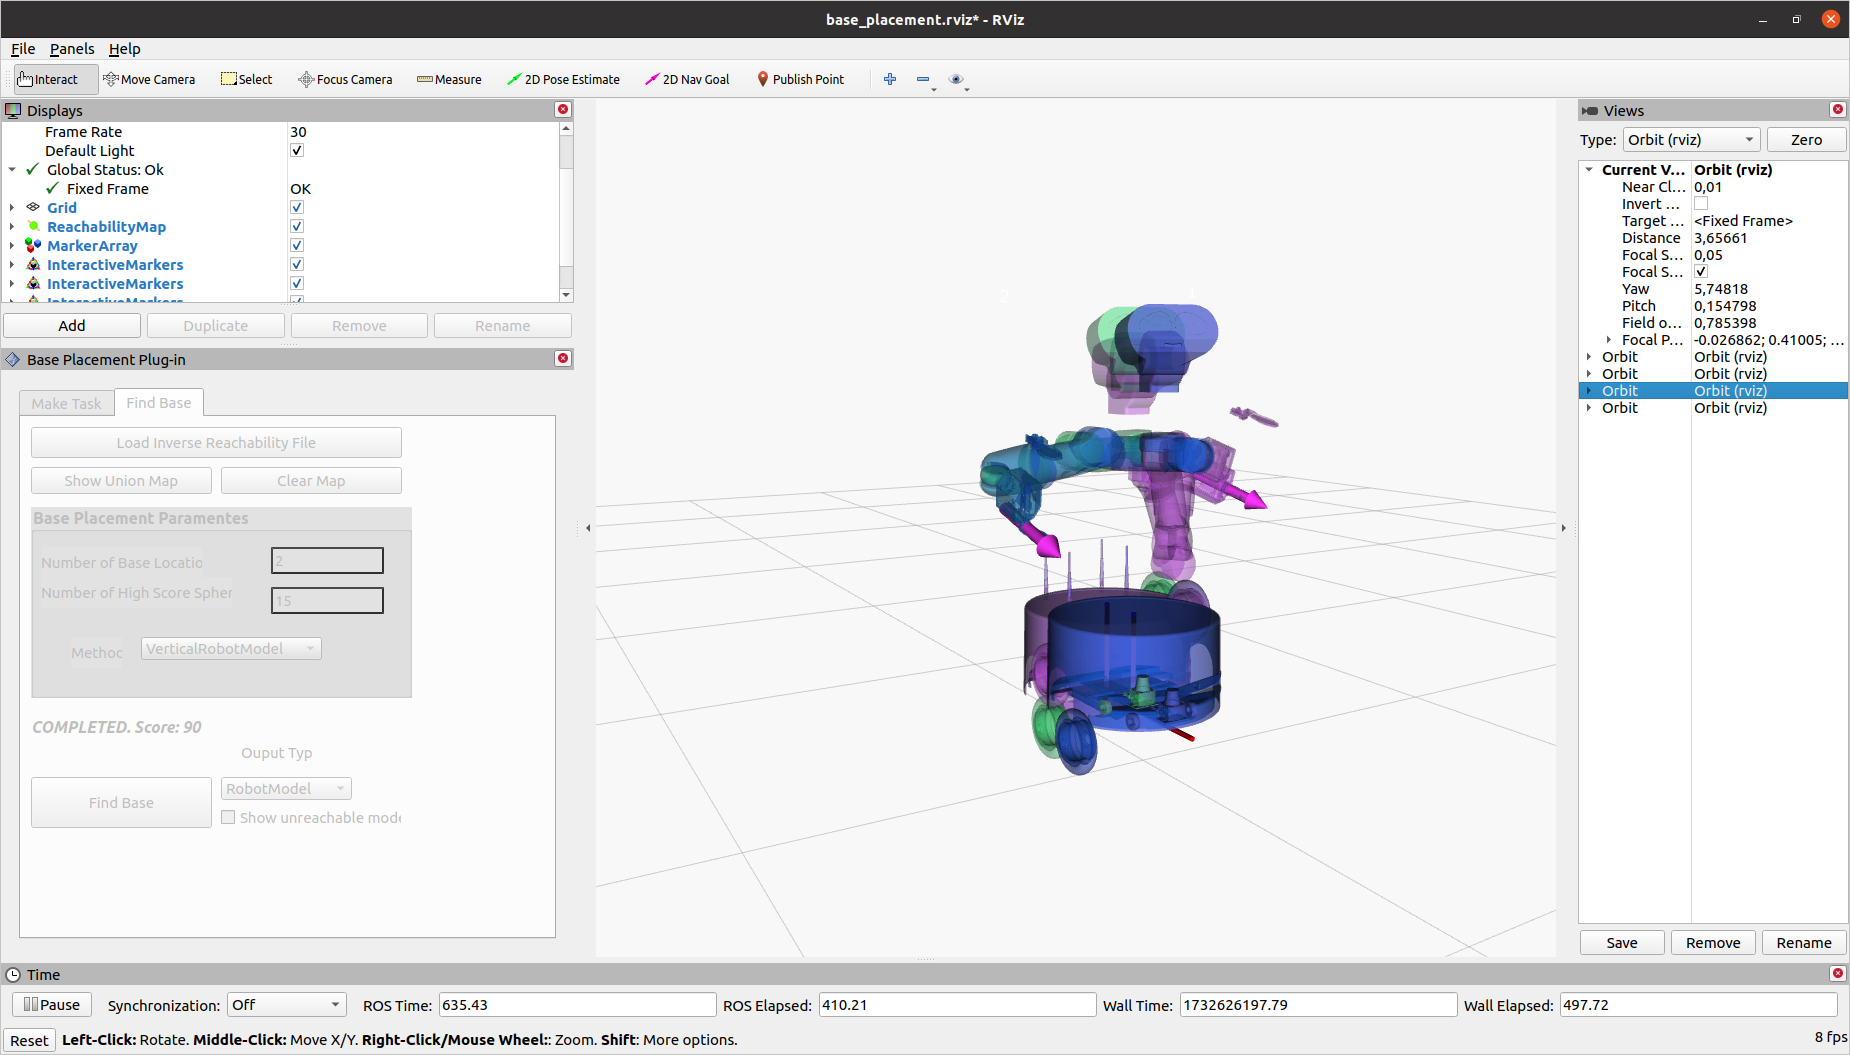 base_placement.rviz* - RViz
File Panels Help
Interact Move Camera Select Focus Camera Measure 2D Pose Estimate 2D Nav Goal Publish Point
Displays
Frame Rate 30
Default Light
Global Status: Ok
Fixed Frame OK
Grid
ReachabilityMap
MarkerArray
InteractiveMarkers
InteractiveMarkers
InteractiveMarkers
Add Duplicate Remove Rename
Base Placement Plug-in
Make Task Find Base
Load Inverse Reachability File
Show Union Map Clear Map
Base Placement Paramentes
Number of Base Locatio 2
Number of High Score Spher 15
Methoc VerticalRobotModel
COMPLETED. Score: 90
Ouput Typ
Find Base RobotModel
Show unreachable mode
2
Views
Type: Orbit (rviz) Zero
Current V... Orbit (rviz)
Near Cl... 0,01
Invert ...
Target ... <Fixed Frame>
Distance 3,65661
Focal S... 0,05
Focal S...
Yaw 5,74818
Pitch 0,154798
Field o... 0,785398
Focal P... -0.026862; 0.41005; ...
Orbit Orbit (rviz)
Orbit Orbit (rviz)
Orbit Orbit (rviz)
Orbit Orbit (rviz)
Save Remove Rename
Time
Pause Synchronization: Off ROS Time: 635.43 ROS Elapsed: 410.21 Wall Time: 1732626197.79 Wall Elapsed: 497.72
Reset Left-Click: Rotate. Middle-Click: Move X/Y. Right-Click/Mouse Wheel:: Zoom. Shift: More options. 8 fps